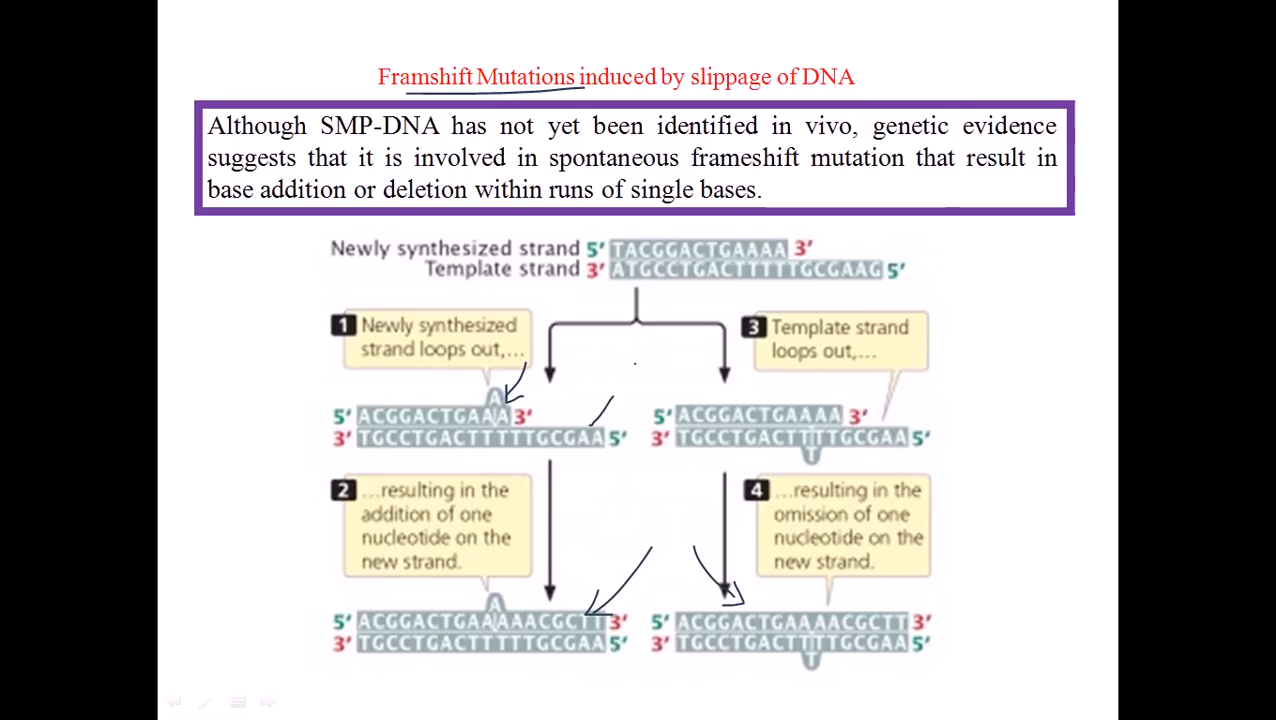 Framshift Mutations induced by slippage of DNA
Although SMP-DNA has not yet been identified in vivo, genetic evidence
suggests that it is involved in spontaneous frameshift mutation that result in
base addition or deletion within runs of single bases.
Newly synthesized strand 5′ TACGGACTGAAAA 3′
Template strand 3′ ATGCCTGACTTTTTGCGAAG 5′
1 Newly synthesized
strand loops out,...
3 Template strand
loops out,...
A
5′ ACGGACTGAAA 3′
3′ TGCCTGACTTTTTGCGAA 5′
5′ ACGGACTGAAAA 3′
3′ TGCCTGACTTTTTGCGAA 5′
T
2 ...resulting in the
addition of one
nucleotide on the
new strand.
4 ...resulting in the
omission of one
nucleotide on the
new strand.
A
5′ ACGGACTGAAAAACGCTT 3′
3′ TGCCTGACTTTTTGCGAA 5′
5′ ACGGACTGAAAACGCTT 3′
3′ TGCCTGACTTTTGCGAA 5′
T